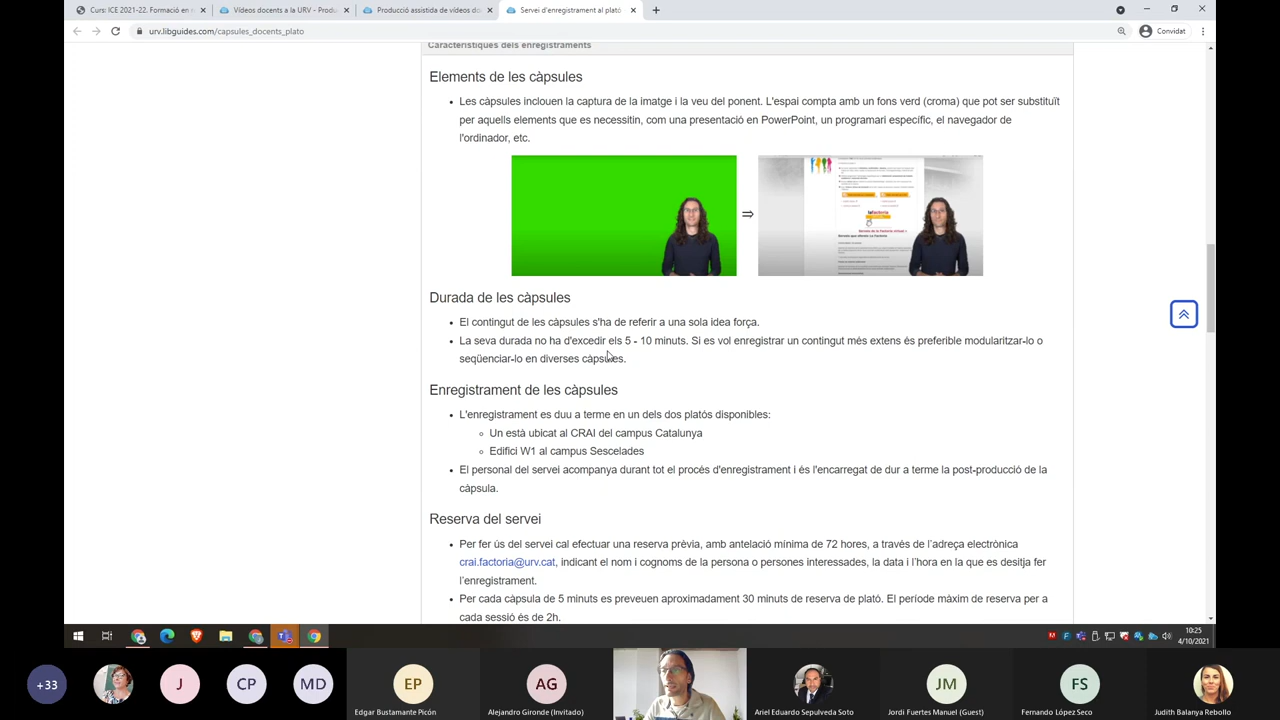 Curs: ICE 2021-22. Formació en
Vídeos docents a la URV - Produ
Producció assistida de vídeos do
Servei d'enregistrament al plató
urv.libguides.com/capsules_docents_plato
Convidat
Característiques dels enregistraments
Elements de les càpsules
Les càpsules inclouen la captura de la imatge i la veu del ponent. L'espai compta amb un fons verd (croma) que pot ser substituït
per aquells elements que es necessitin, com una presentació en PowerPoint, un programari específic, el navegador de
l'ordinador, etc.
Durada de les càpsules
El contingut de les càpsules s'ha de referir a una sola idea força.
La seva durada no ha d'excedir els 5 - 10 minuts. Si es vol enregistrar un contingut més extens és preferible modularitzar-lo o
seqüenciar-lo en diverses càpsules.
Enregistrament de les càpsules
L'enregistrament es duu a terme en un dels dos platós disponibles:
Un està ubicat al CRAI del campus Catalunya
Edifici W1 al campus Sescelades
El personal del servei acompanya durant tot el procés d'enregistrament i és l'encarregat de dur a terme la post-producció de la
càpsula.
Reserva del servei
Per fer ús del servei cal efectuar una reserva prèvia, amb antelació mínima de 72 hores, a través de l'adreça electrònica
crai.factoria@urv.cat, indicant el nom i cognoms de la persona o persones interessades, la data i l'hora en la que es desitja fer
l'enregistrament.
Per cada càpsula de 5 minuts es preveuen aproximadament 30 minuts de reserva de plató. El període màxim de reserva per a
cada sessió és de 2h.
10:25
4/10/2021
+33
J
CP
MD
EP
AG
JM
FS
Edgar Bustamante Picón
Alejandro Gironde (Invitado)
Ariel Eduardo Sepulveda Soto
Jordi Fuertes Manuel (Guest)
Fernando López Seco
Judith Balanya Rebollo